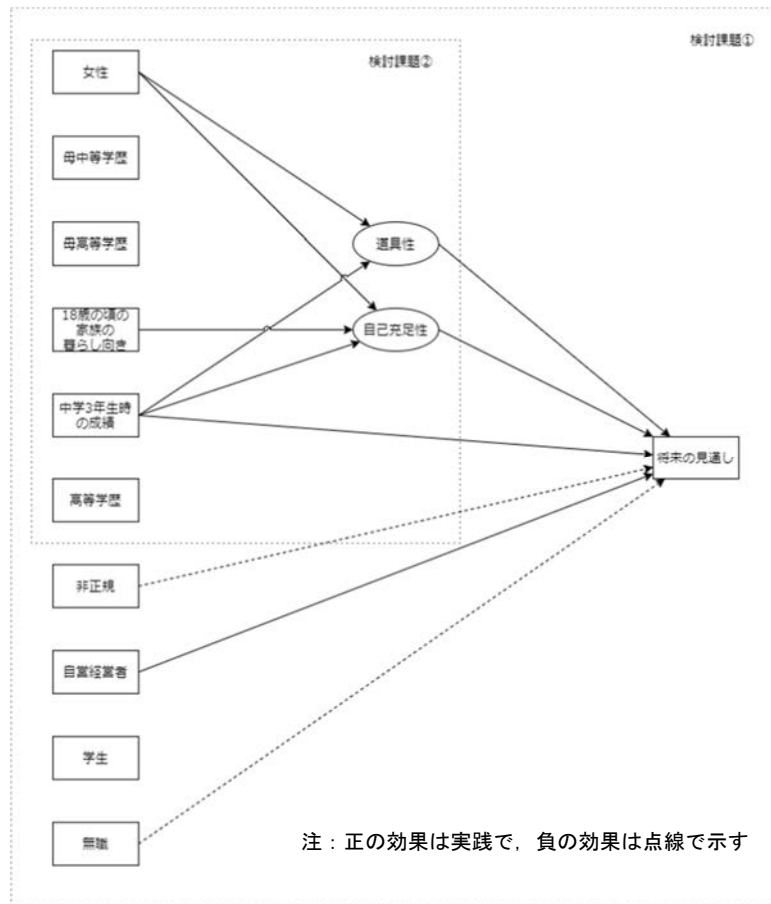 検討課題①
検討課題②
女性
母中等学歴
母高等学歴
道具性
18歳の頃の
家族の
暮らし向き
自己充足性
中学3年生時
の成績
将来の見通し
高等学歴
非正規
自営経営者
学生
無職
注：正の効果は実践で，負の効果は点線で示す